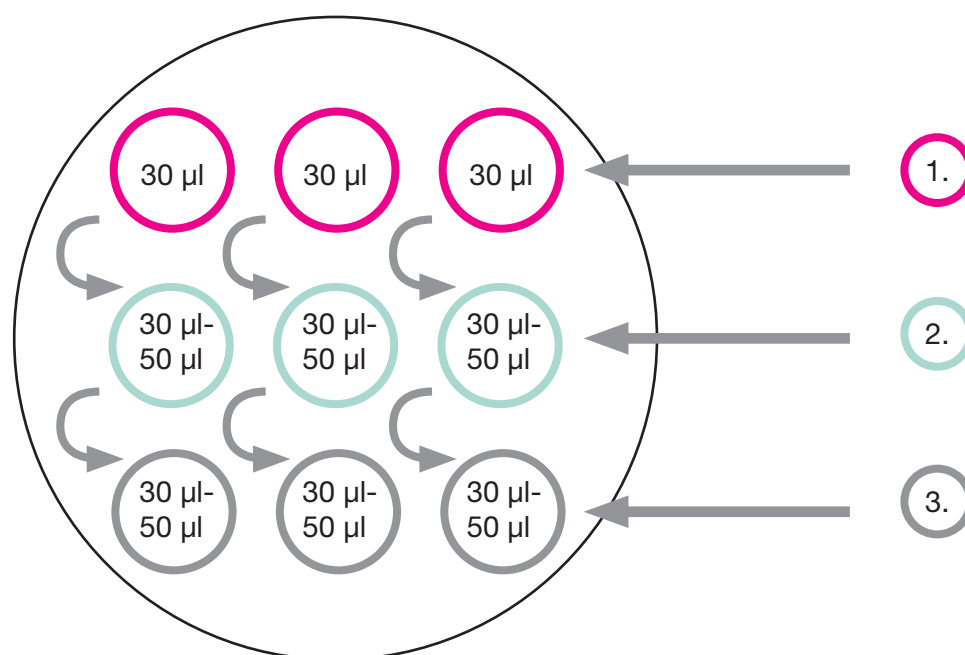 30 µl 30 µl 30 µl 1.
30 µl- 30 µl- 30 µl-
50 µl 50 µl 50 µl 2.
30 µl- 30 µl- 30 µl-
50 µl 50 µl 50 µl 3.